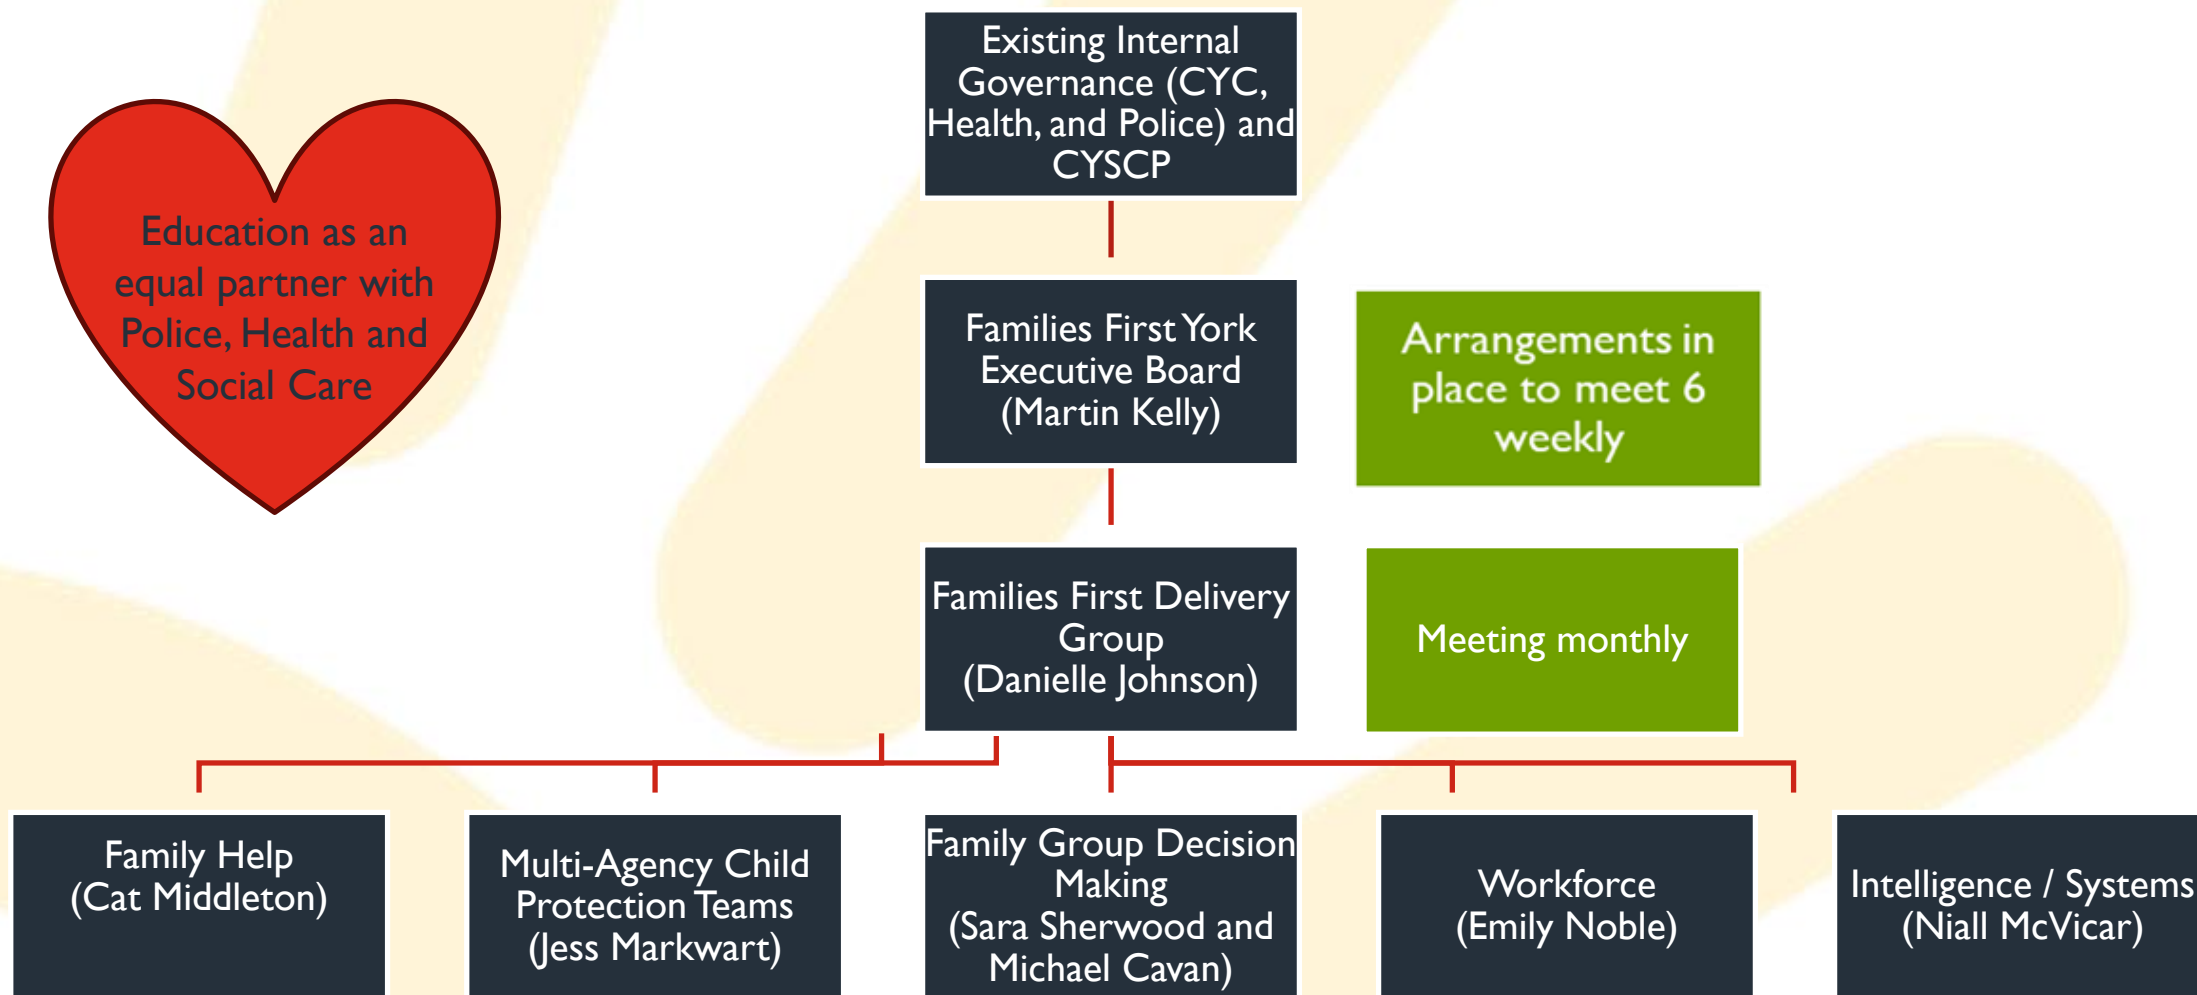 Existing Internal
Governance (CYC,
Health, and Police) and
CYSCP
Education as an
equal partner with
Police, Health and
Social Care
Families First York
Executive Board
(Martin Kelly)
Arrangements in
place to meet 6
weekly
Families First Delivery
Group
(Danielle Johnson)
Meeting monthly
Family Help
(Cat Middleton)
Multi-Agency Child
Protection Teams
(Jess Markwart)
Family Group Decision
Making
(Sara Sherwood and
Michael Cavan)
Workforce
(Emily Noble)
Intelligence / Systems
(Niall McVicar)